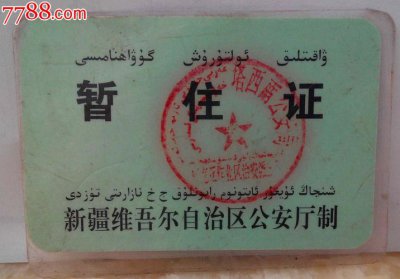 7788.com
ۋاقىتلىق ئولتۇرۇش گۇۋاھنامىسى
暂住证
شىنجاڭ ئۇيغۇر ئاپتونوم رايونلۇق ج خ نازارىتى تۈزدى
新疆维吾尔自治区公安厅制